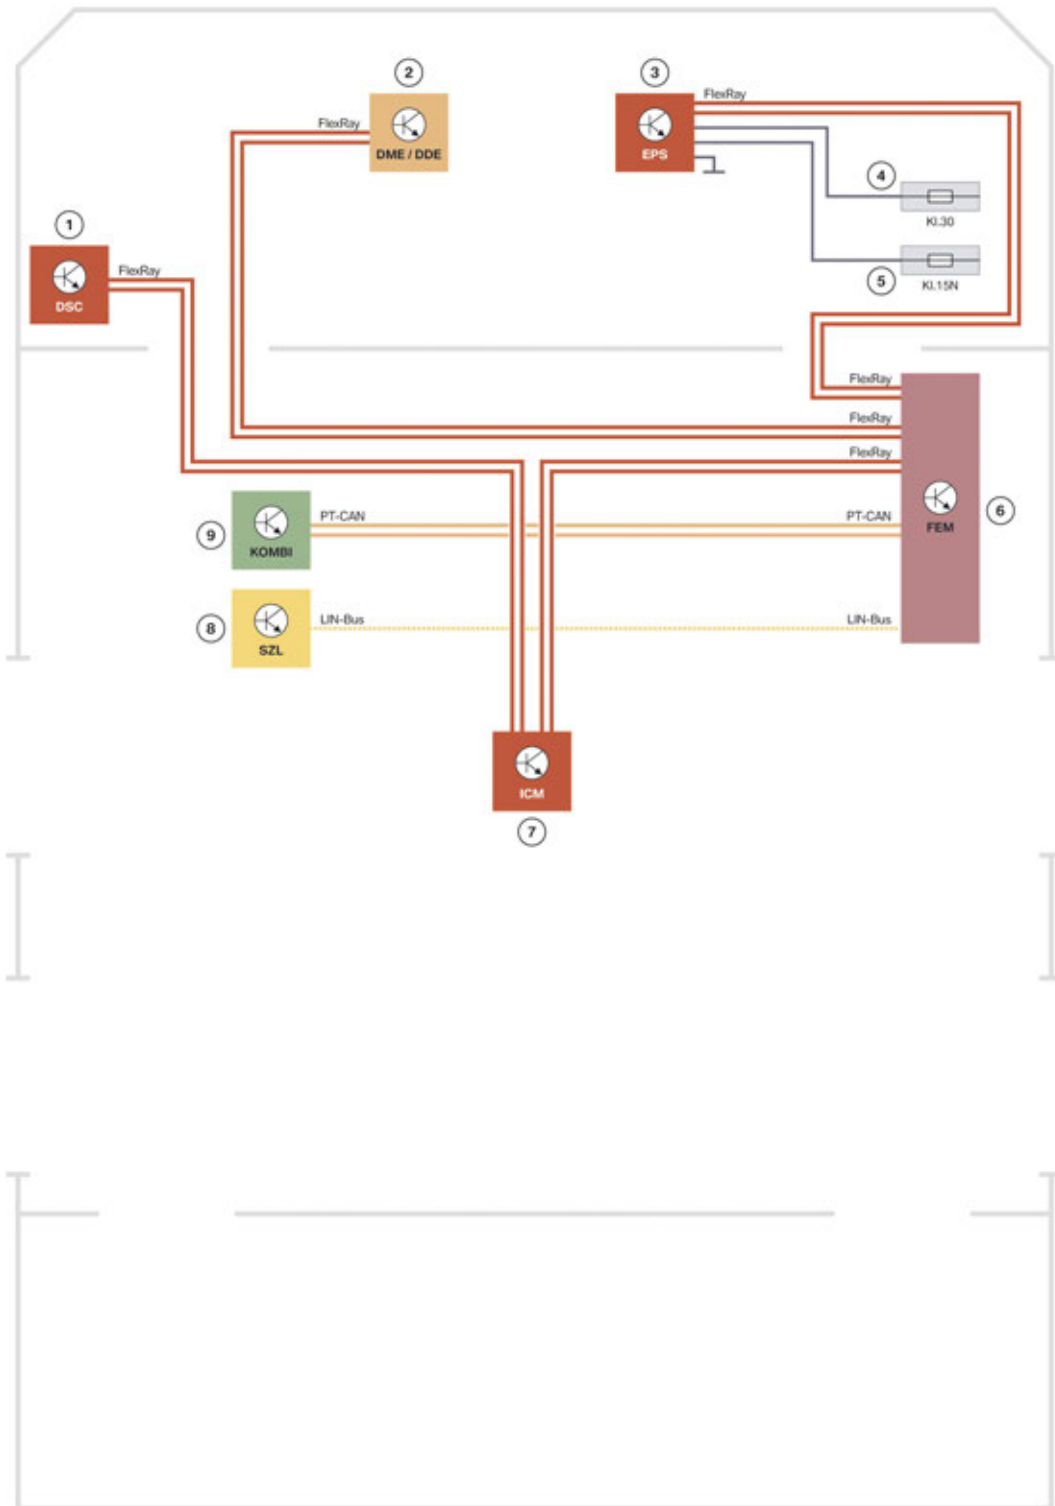 2
3
FlexRay
FlexRay
DME / DDE
EPS
4
Kl.30
1
FlexRay
DSC
5
Kl.15N
FlexRay
FlexRay
FlexRay
PT-CAN
PT-CAN
9
KOMBI
FEM
6
LIN-Bus
LIN-Bus
8
SZL
ICM
7